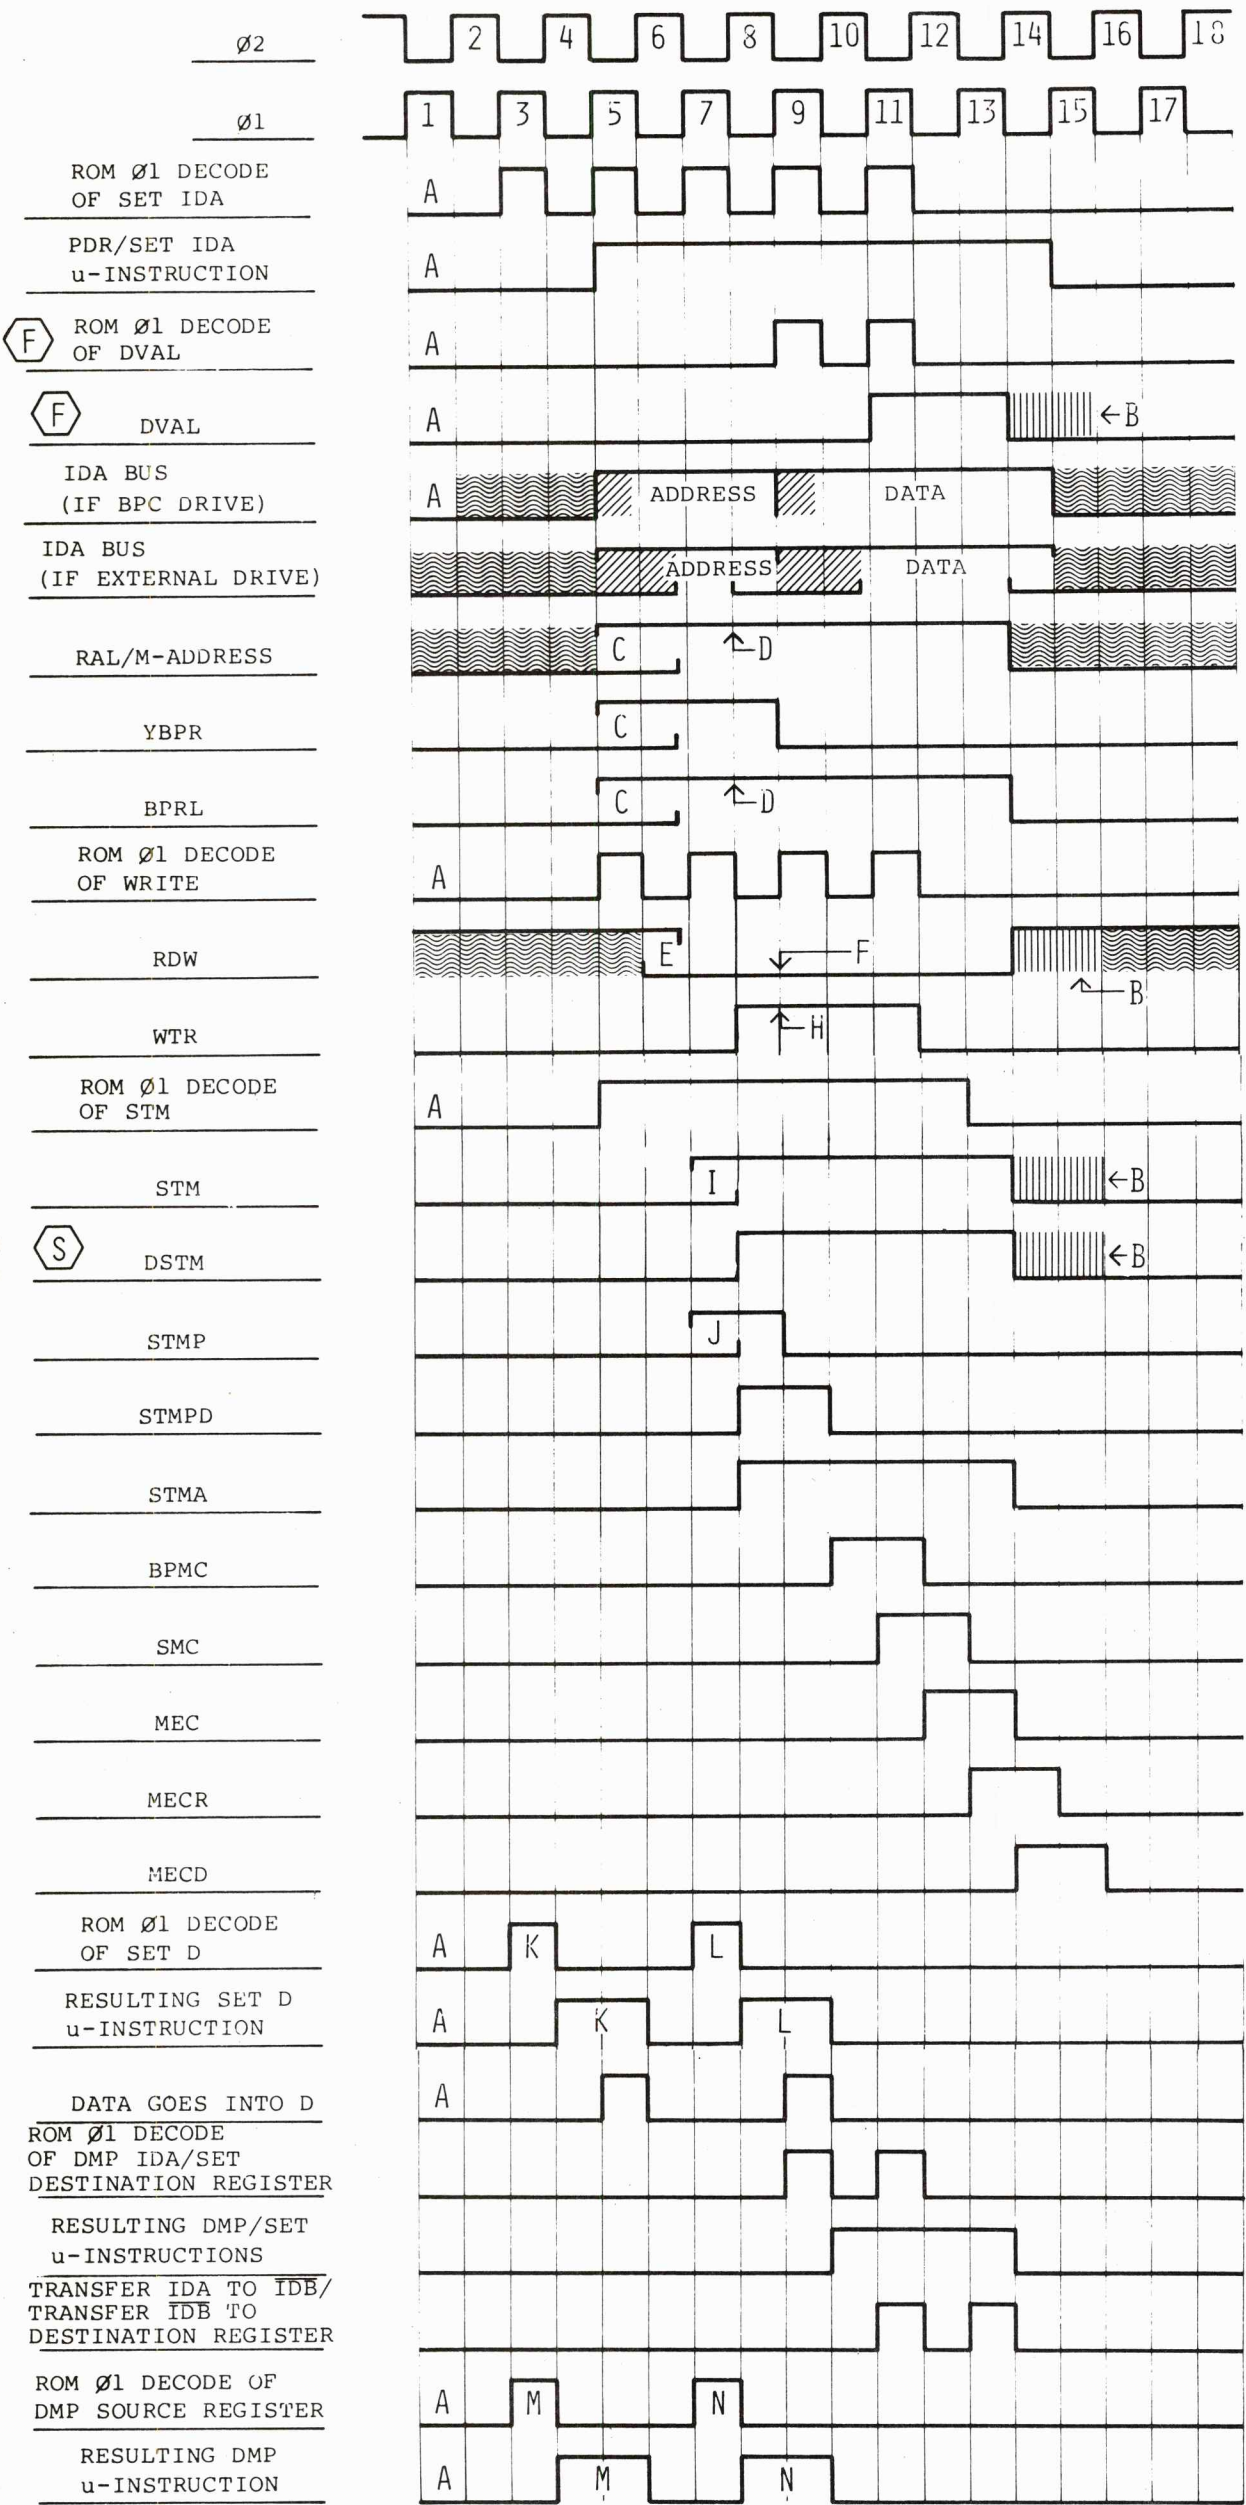 Ø2 2 4 6 8 10 12 14 16 18
Ø1 1 3 5 7 9 11 13 15 17
ROM Ø1 DECODE
OF SET IDA
A
PDR/SET IDA
u-INSTRUCTION
A
F
ROM Ø1 DECODE
OF DVAL
A
F
DVAL
A
←B
IDA BUS
(IF BPC DRIVE)
A ADDRESS DATA
IDA BUS
(IF EXTERNAL DRIVE)
ADDRESS DATA
RAL/M-ADDRESS
C D
YBPR
C
BPRL
C D
ROM Ø1 DECODE
OF WRITE
A
RDW
E F
B
WTR
H
ROM Ø1 DECODE
OF STM
A
STM
I ←B
S
DSTM
←B
STMP
J
STMPD
STMA
BPMC
SMC
MEC
MECR
MECD
ROM Ø1 DECODE
OF SET D
A K L
RESULTING SET D
u-INSTRUCTION
A K L
DATA GOES INTO D
A
ROM Ø1 DECODE
OF DMP IDA/SET
DESTINATION REGISTER
RESULTING DMP/SET
u-INSTRUCTIONS
TRANSFER IDA TO I̅D̅B̅/
TRANSFER I̅D̅B̅ TO
DESTINATION REGISTER
ROM Ø1 DECODE OF
DMP SOURCE REGISTER
A M N
RESULTING DMP
u-INSTRUCTION
A M N